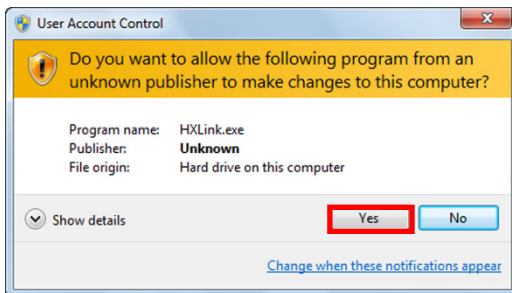 User Account Control
Do you want to allow the following program from an
unknown publisher to make changes to this computer?
Program name: HXLink.exe
Publisher: Unknown
File origin: Hard drive on this computer
Show details Yes No
Change when these notifications appear